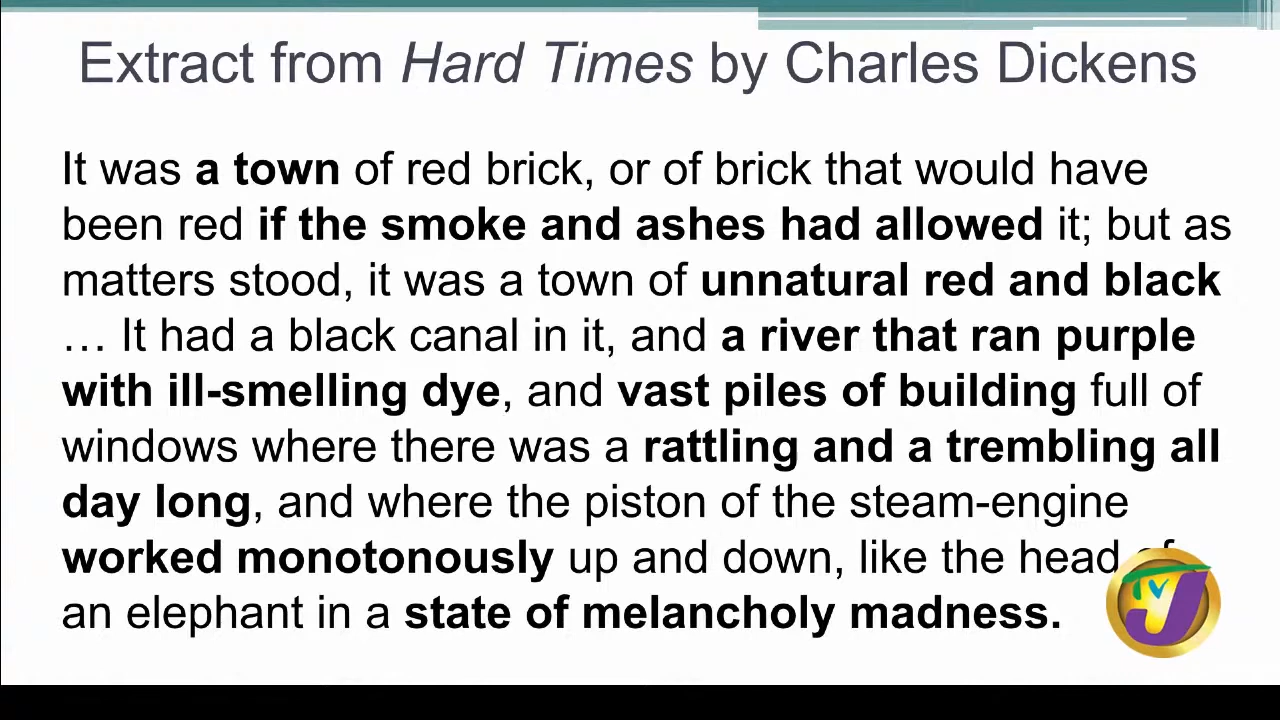 Extract from Hard Times by Charles Dickens
It was a town of red brick, or of brick that would have
been red if the smoke and ashes had allowed it; but as
matters stood, it was a town of unnatural red and black
… It had a black canal in it, and a river that ran purple
with ill-smelling dye, and vast piles of building full of
windows where there was a rattling and a trembling all
day long, and where the piston of the steam-engine
worked monotonously up and down, like the head of
an elephant in a state of melancholy madness.
TVJ